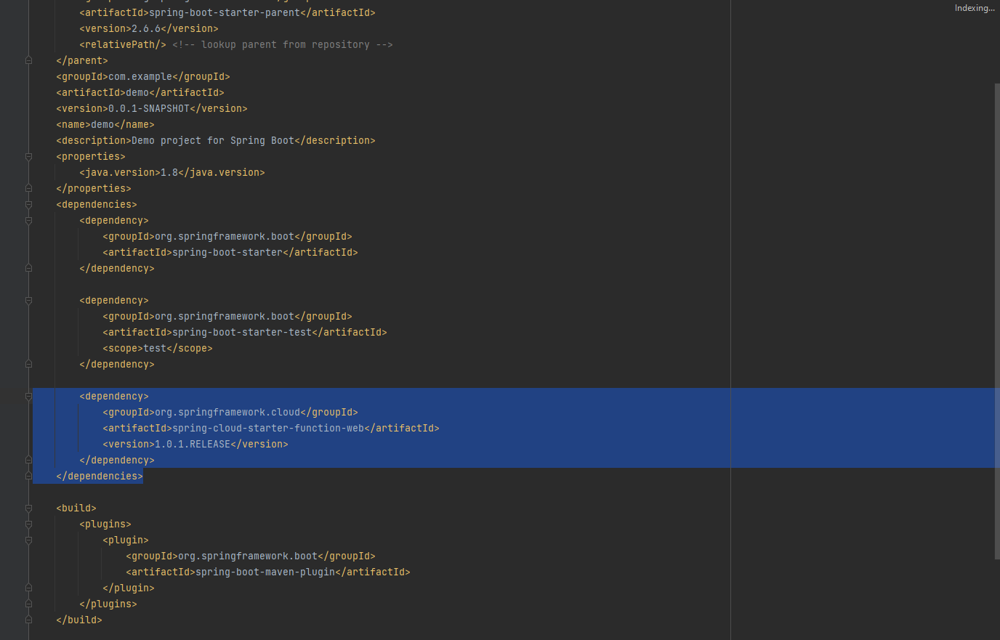 Indexing...
<artifactId>spring-boot-starter-parent</artifactId>
<version>2.6.6</version>
<relativePath/> <!-- lookup parent from repository -->
</parent>
<groupId>com.example</groupId>
<artifactId>demo</artifactId>
<version>0.0.1-SNAPSHOT</version>
<name>demo</name>
<description>Demo project for Spring Boot</description>
<properties>
<java.version>1.8</java.version>
</properties>
<dependencies>
<dependency>
<groupId>org.springframework.boot</groupId>
<artifactId>spring-boot-starter</artifactId>
</dependency>
<dependency>
<groupId>org.springframework.boot</groupId>
<artifactId>spring-boot-starter-test</artifactId>
<scope>test</scope>
</dependency>
<dependency>
<groupId>org.springframework.cloud</groupId>
<artifactId>spring-cloud-starter-function-web</artifactId>
<version>1.0.1.RELEASE</version>
</dependency>
</dependencies>
<build>
<plugins>
<plugin>
<groupId>org.springframework.boot</groupId>
<artifactId>spring-boot-maven-plugin</artifactId>
</plugin>
</plugins>
</build>